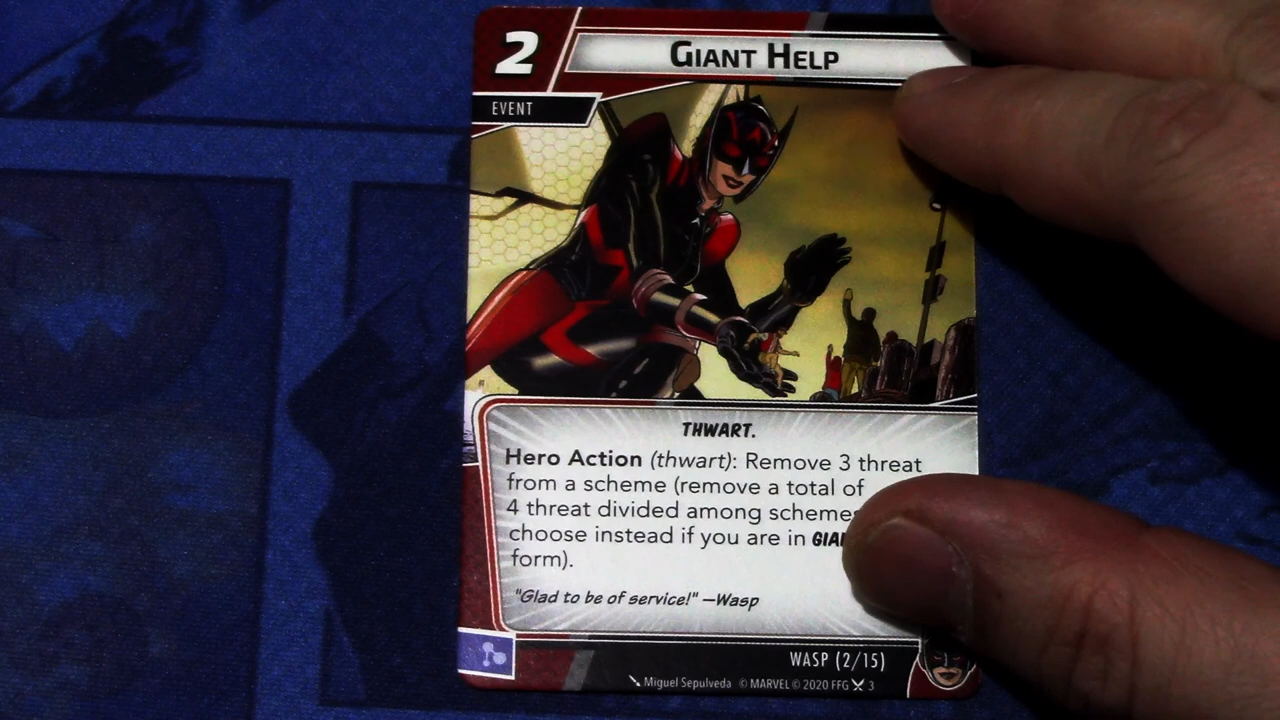 2
GIANT HELP
EVENT
THWART.
Hero Action (thwart): Remove 3 threat
from a scheme (remove a total of
4 threat divided among schemes
choose instead if you are in
form).
"Glad to be of service!" —Wasp
WASP (2/15)
Miguel Sepulveda © MARVEL © 2020 FFG 3